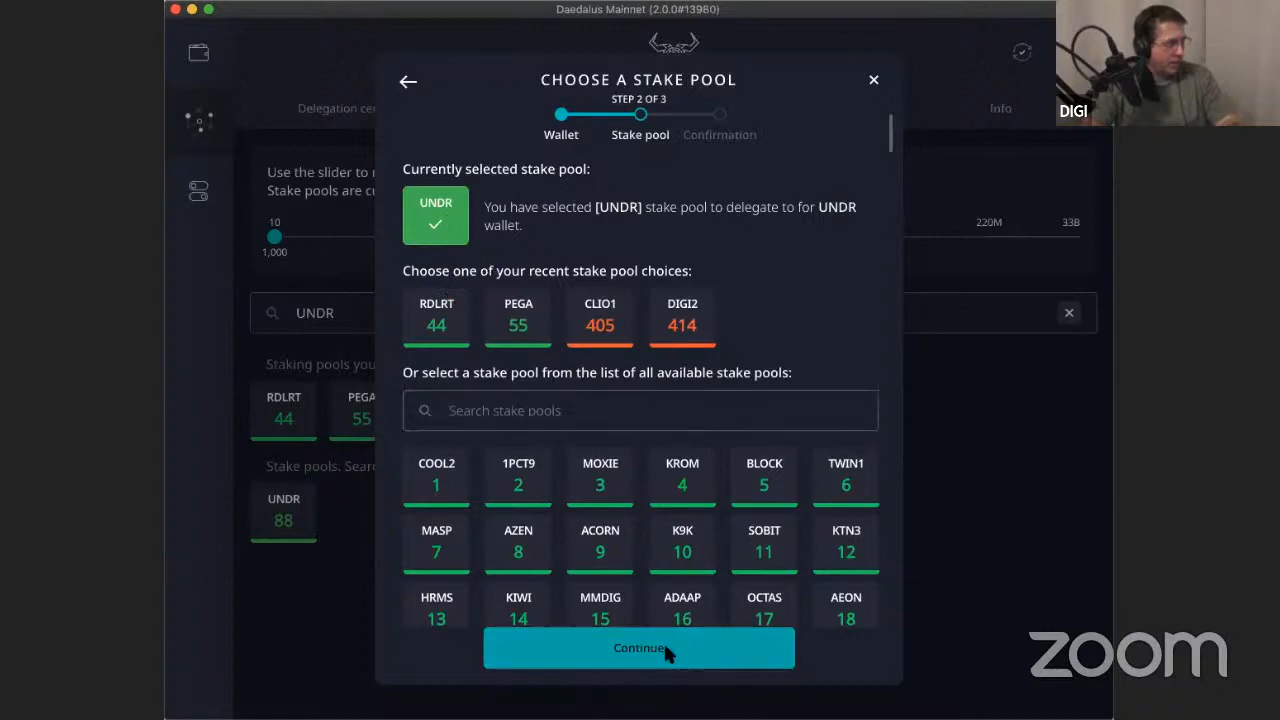 Daedalus Mainnet (2.0.0#13980)
CHOOSE A STAKE POOL
STEP 2 OF 3
Wallet Stake pool Confirmation
Delegation ce
Info
DIGI
Use the slider to
Stake pools are cu
10
1,000
220M 33B
UNDR
Staking pools you
RDLRT PEGA
44 55
Stake pools. Sear
UNDR
88
Currently selected stake pool:
UNDR
You have selected [UNDR] stake pool to delegate to for UNDR
wallet.
Choose one of your recent stake pool choices:
RDLRT PEGA CLIO1 DIGI2
44 55 405 414
Or select a stake pool from the list of all available stake pools:
Search stake pools
COOL2 1PCT9 MOXIE KROM BLOCK TWIN1
1 2 3 4 5 6
MASP AZEN ACORN K9K SOBIT KTN3
7 8 9 10 11 12
HRMS KIWI MMDIG ADAAP OCTAS AEON
13 14 15 16 17 18
Continue
zoom